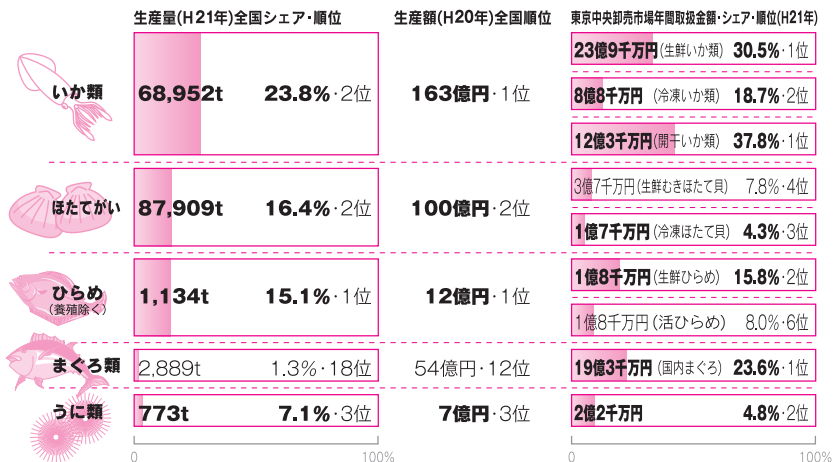 生産量(H21年)全国シェア・順位 生産額(H20年)全国順位 東京中央卸売市場年間取扱金額・シェア・順位(H21年)
いか類 68,952t 23.8%・2位 163億円・1位
23億9千万円(生鮮いか類) 30.5%・1位
8億8千万円(冷凍いか類) 18.7%・2位
12億3千万円(開干いか類) 37.8%・1位
ほたてがい 87,909t 16.4%・2位 100億円・2位
3億7千万円(生鮮むきほたて貝) 7.8%・4位
1億7千万円(冷凍ほたて貝) 4.3%・3位
ひらめ
(養殖除く)
1,134t 15.1%・1位 12億円・1位
1億8千万円(生鮮ひらめ) 15.8%・2位
1億8千万円(活ひらめ) 8.0%・6位
まぐろ類 2,889t 1.3%・18位 54億円・12位 19億3千万円(国内まぐろ) 23.6%・1位
うに類 773t 7.1%・3位 7億円・3位 2億2千万円 4.8%・2位
0 100% 0 100%